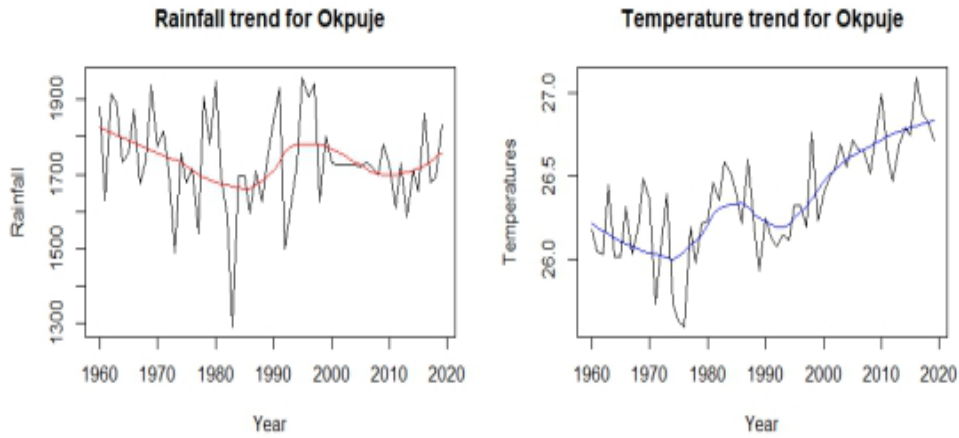 Rainfall trend for Okpuje
Rainfall
1900
1700
1500
1300
1960 1970 1980 1990 2000 2010 2020
Year
Temperature trend for Okpuje
Temperatures
27.0
26.5
26.0
1960 1970 1980 1990 2000 2010 2020
Year